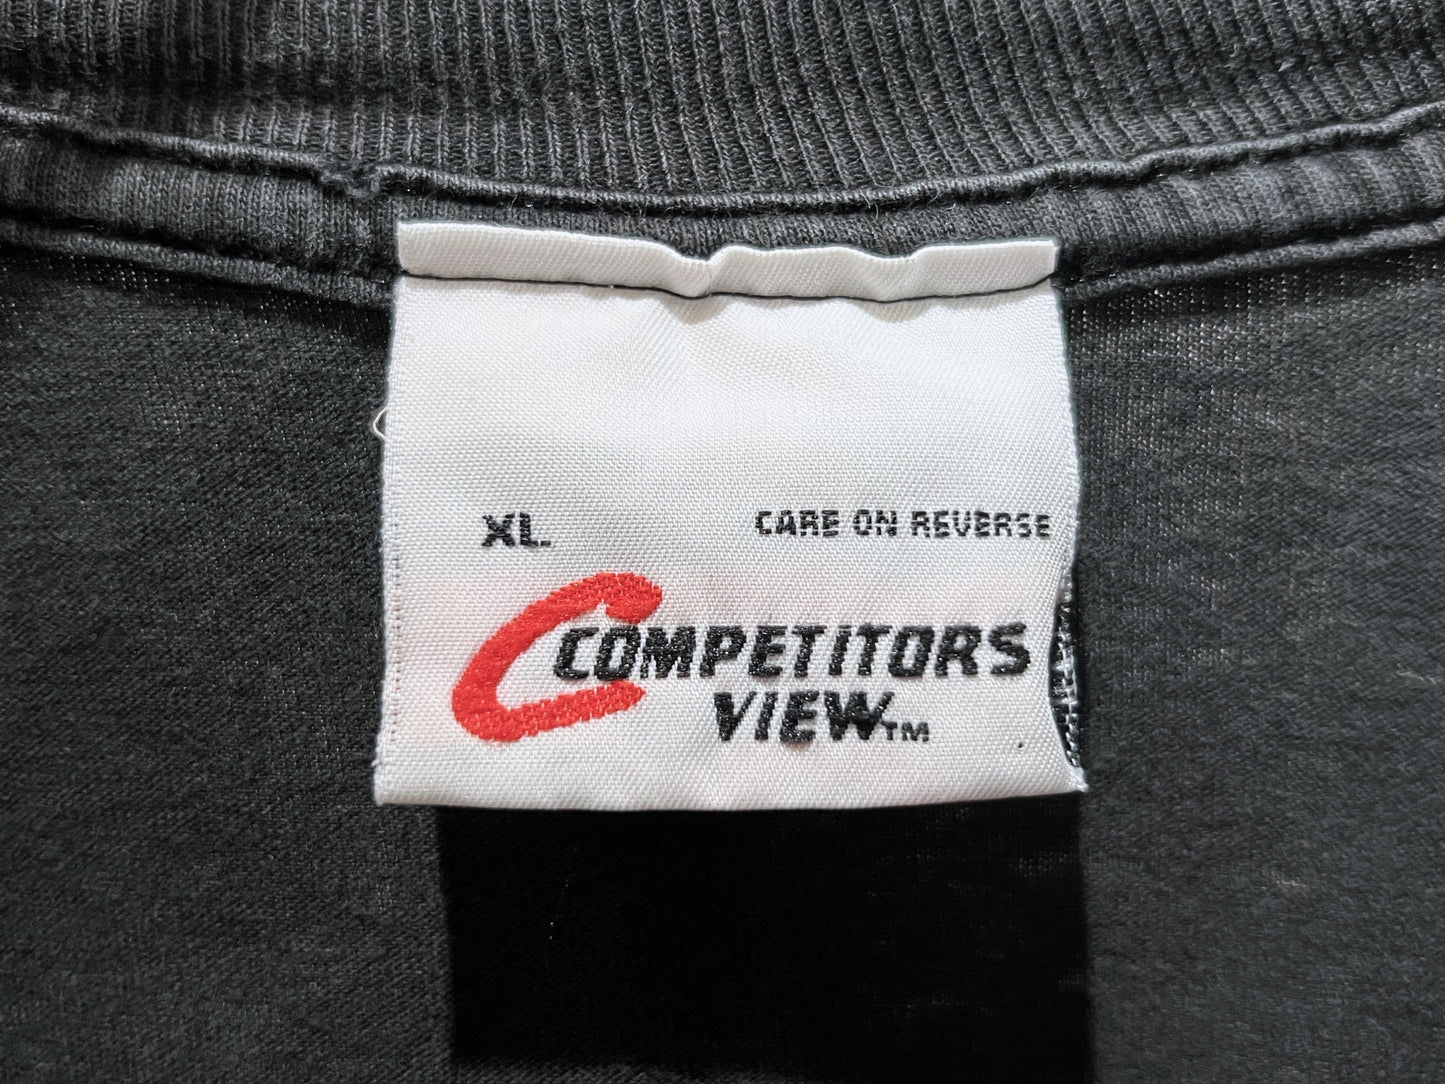 XL. CARE ON REVERSE
C COMPETITORS
VIEW™